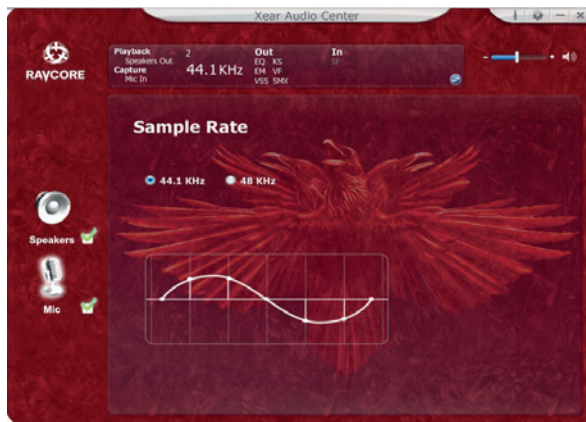 Xear Audio Center
RAYCORE
Playback 2 Out In
Speakers Out EQ KS SF
Capture 44.1KHz EM VF
Mic In VSS SMX
Sample Rate
44.1 KHz 48 KHz
Speakers
Mic